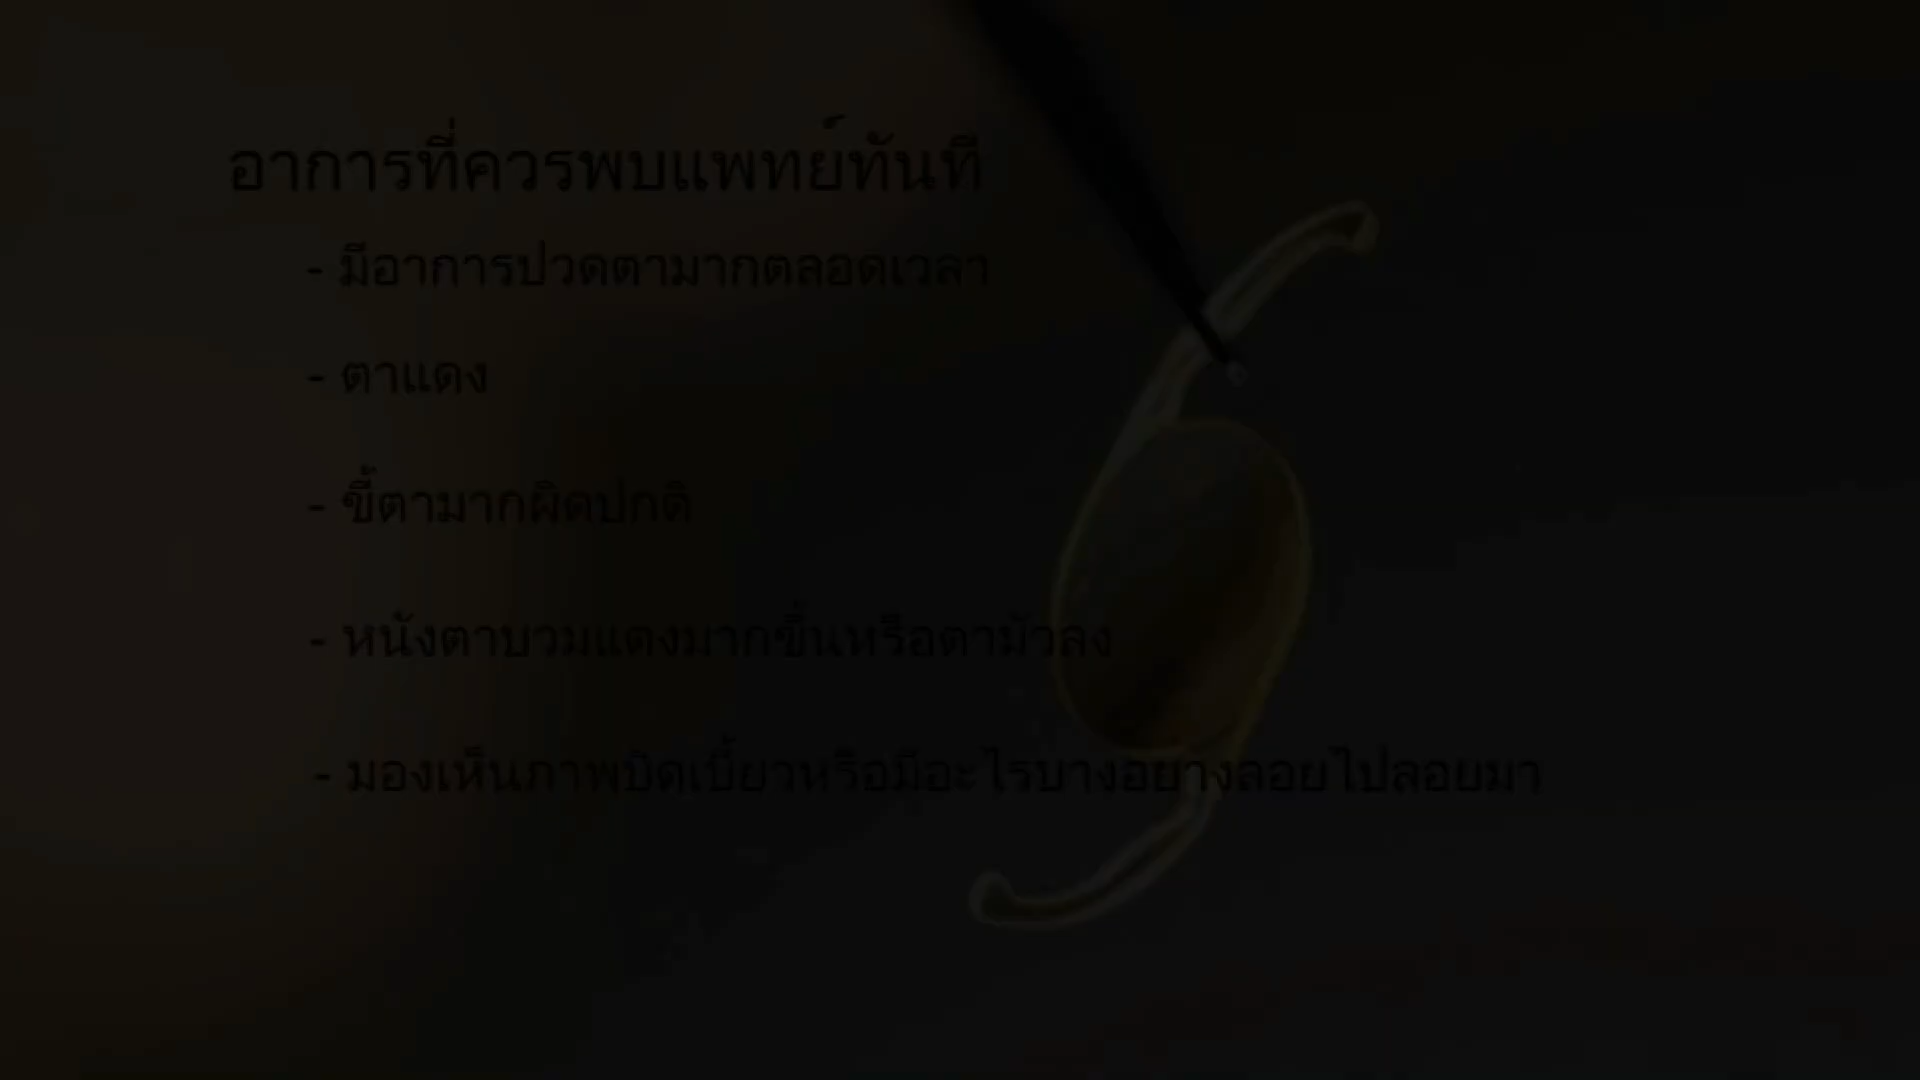 อาการที่ควรพบแพทย์ทันที
- มีอาการปวดตามากตลอดเวลา
- ตาแดง
- ขี้ตามากผิดปกติ
- หนังตาบวมแดงมากขึ้นหรือตามัวลง
- มองเห็นภาพบิดเบี้ยวหรือมีอะไรบางอย่างลอยไปลอยมา